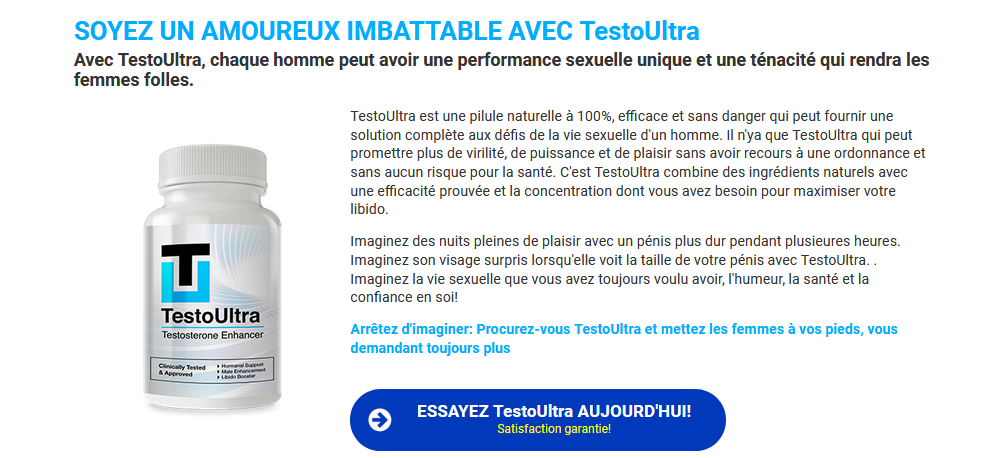 SOYEZ UN AMOUREUX IMBATTABLE AVEC TestoUltra
Avec TestoUltra, chaque homme peut avoir une performance sexuelle unique et une ténacité qui rendra les
femmes folles.
TestoUltra est une pilule naturelle à 100%, efficace et sans danger qui peut fournir une
solution complète aux défis de la vie sexuelle d'un homme. Il n'ya que TestoUltra qui peut
promettre plus de virilité, de puissance et de plaisir sans avoir recours à une ordonnance et
sans aucun risque pour la santé. C'est TestoUltra combine des ingrédients naturels avec
une efficacité prouvée et la concentration dont vous avez besoin pour maximiser votre
libido.
Imaginez des nuits pleines de plaisir avec un pénis plus dur pendant plusieures heures.
Imaginez son visage surpris lorsqu'elle voit la taille de votre pénis avec TestoUltra. .
Imaginez la vie sexuelle que vous avez toujours voulu avoir, l'humeur, la santé et la
confiance en soi!
Arrêtez d'imaginer: Procurez-vous TestoUltra et mettez les femmes à vos pieds, vous
demandant toujours plus
ESSAYEZ TestoUltra AUJOURD'HUI!
Satisfaction garantie!
TestoUltra
Testosterone Enhancer
Clinically Tested
& Approved
Hormonal Support
Male Enhancement
Libido Booster